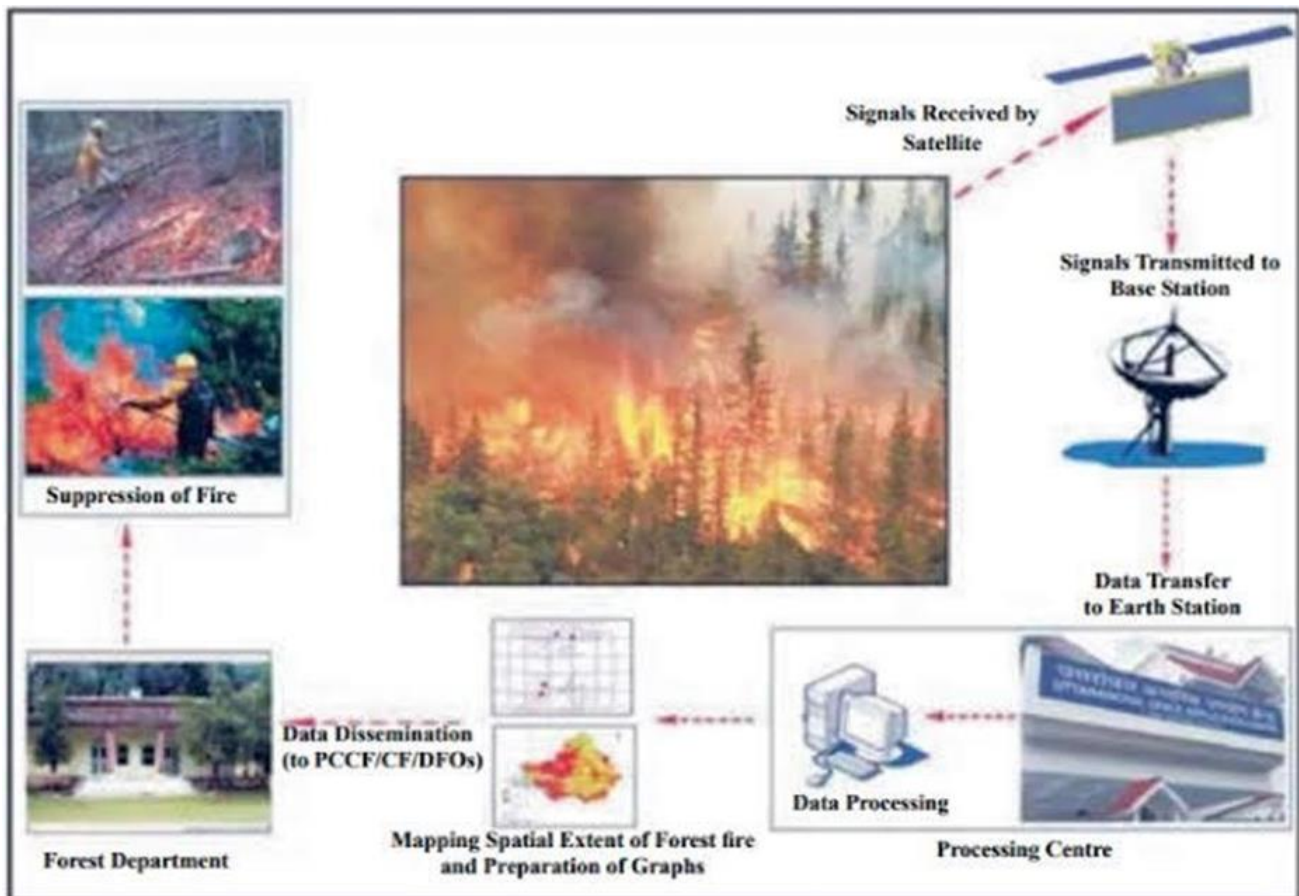 Signals Received by
Satellite
Signals Transmitted to
Base Station
Data Transfer
to Earth Station
Suppression of Fire
Data Dissemination
(to PCCF/CF/DFOs)
Data Processing
Mapping Spatial Extent of Forest fire
and Preparation of Graphs
Processing Centre
Forest Department